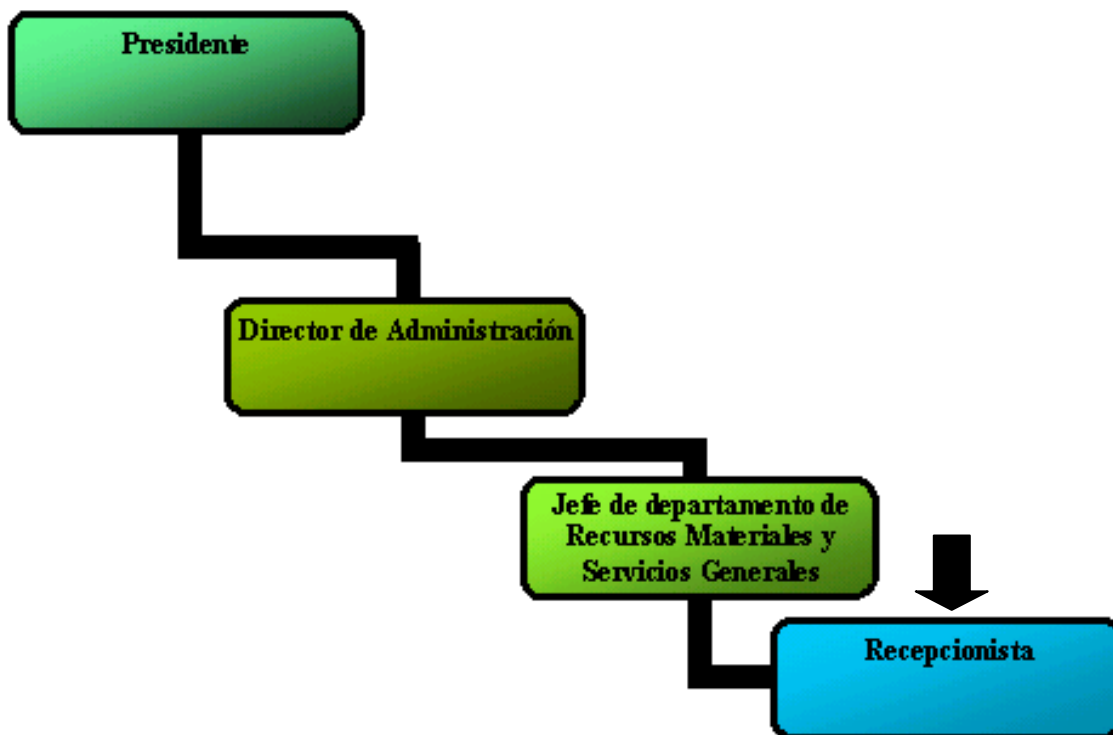 Presidente
Director de Administración
Jefe de departamento de
Recursos Materiales y
Servicios Generales
Recepcionista